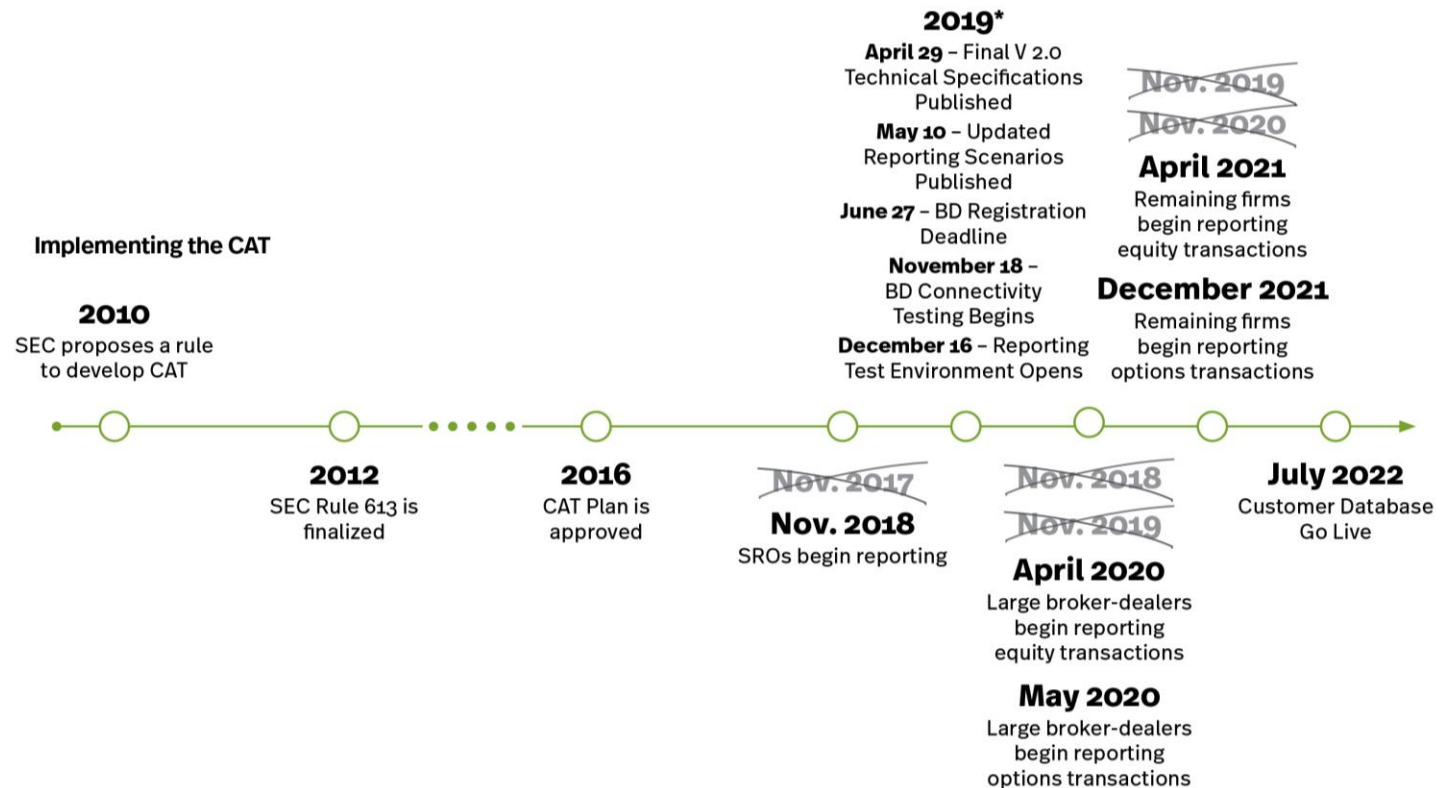 Implementing the CAT
2010
SEC proposes a rule
to develop CAT
2012
SEC Rule 613 is
finalized
2016
CAT Plan is
approved
Nov. 2017
Nov. 2018
SROs begin reporting
2019*
April 29 – Final V 2.0
Technical Specifications
Published
May 10 – Updated
Reporting Scenarios
Published
June 27 – BD Registration
Deadline
November 18 –
BD Connectivity
Testing Begins
December 16 – Reporting
Test Environment Opens
Nov. 2018
Nov. 2019
April 2020
Large broker-dealers
begin reporting
equity transactions
May 2020
Large broker-dealers
begin reporting
options transactions
Nov. 2019
Nov. 2020
April 2021
Remaining firms
begin reporting
equity transactions
December 2021
Remaining firms
begin reporting
options transactions
July 2022
Customer Database
Go Live